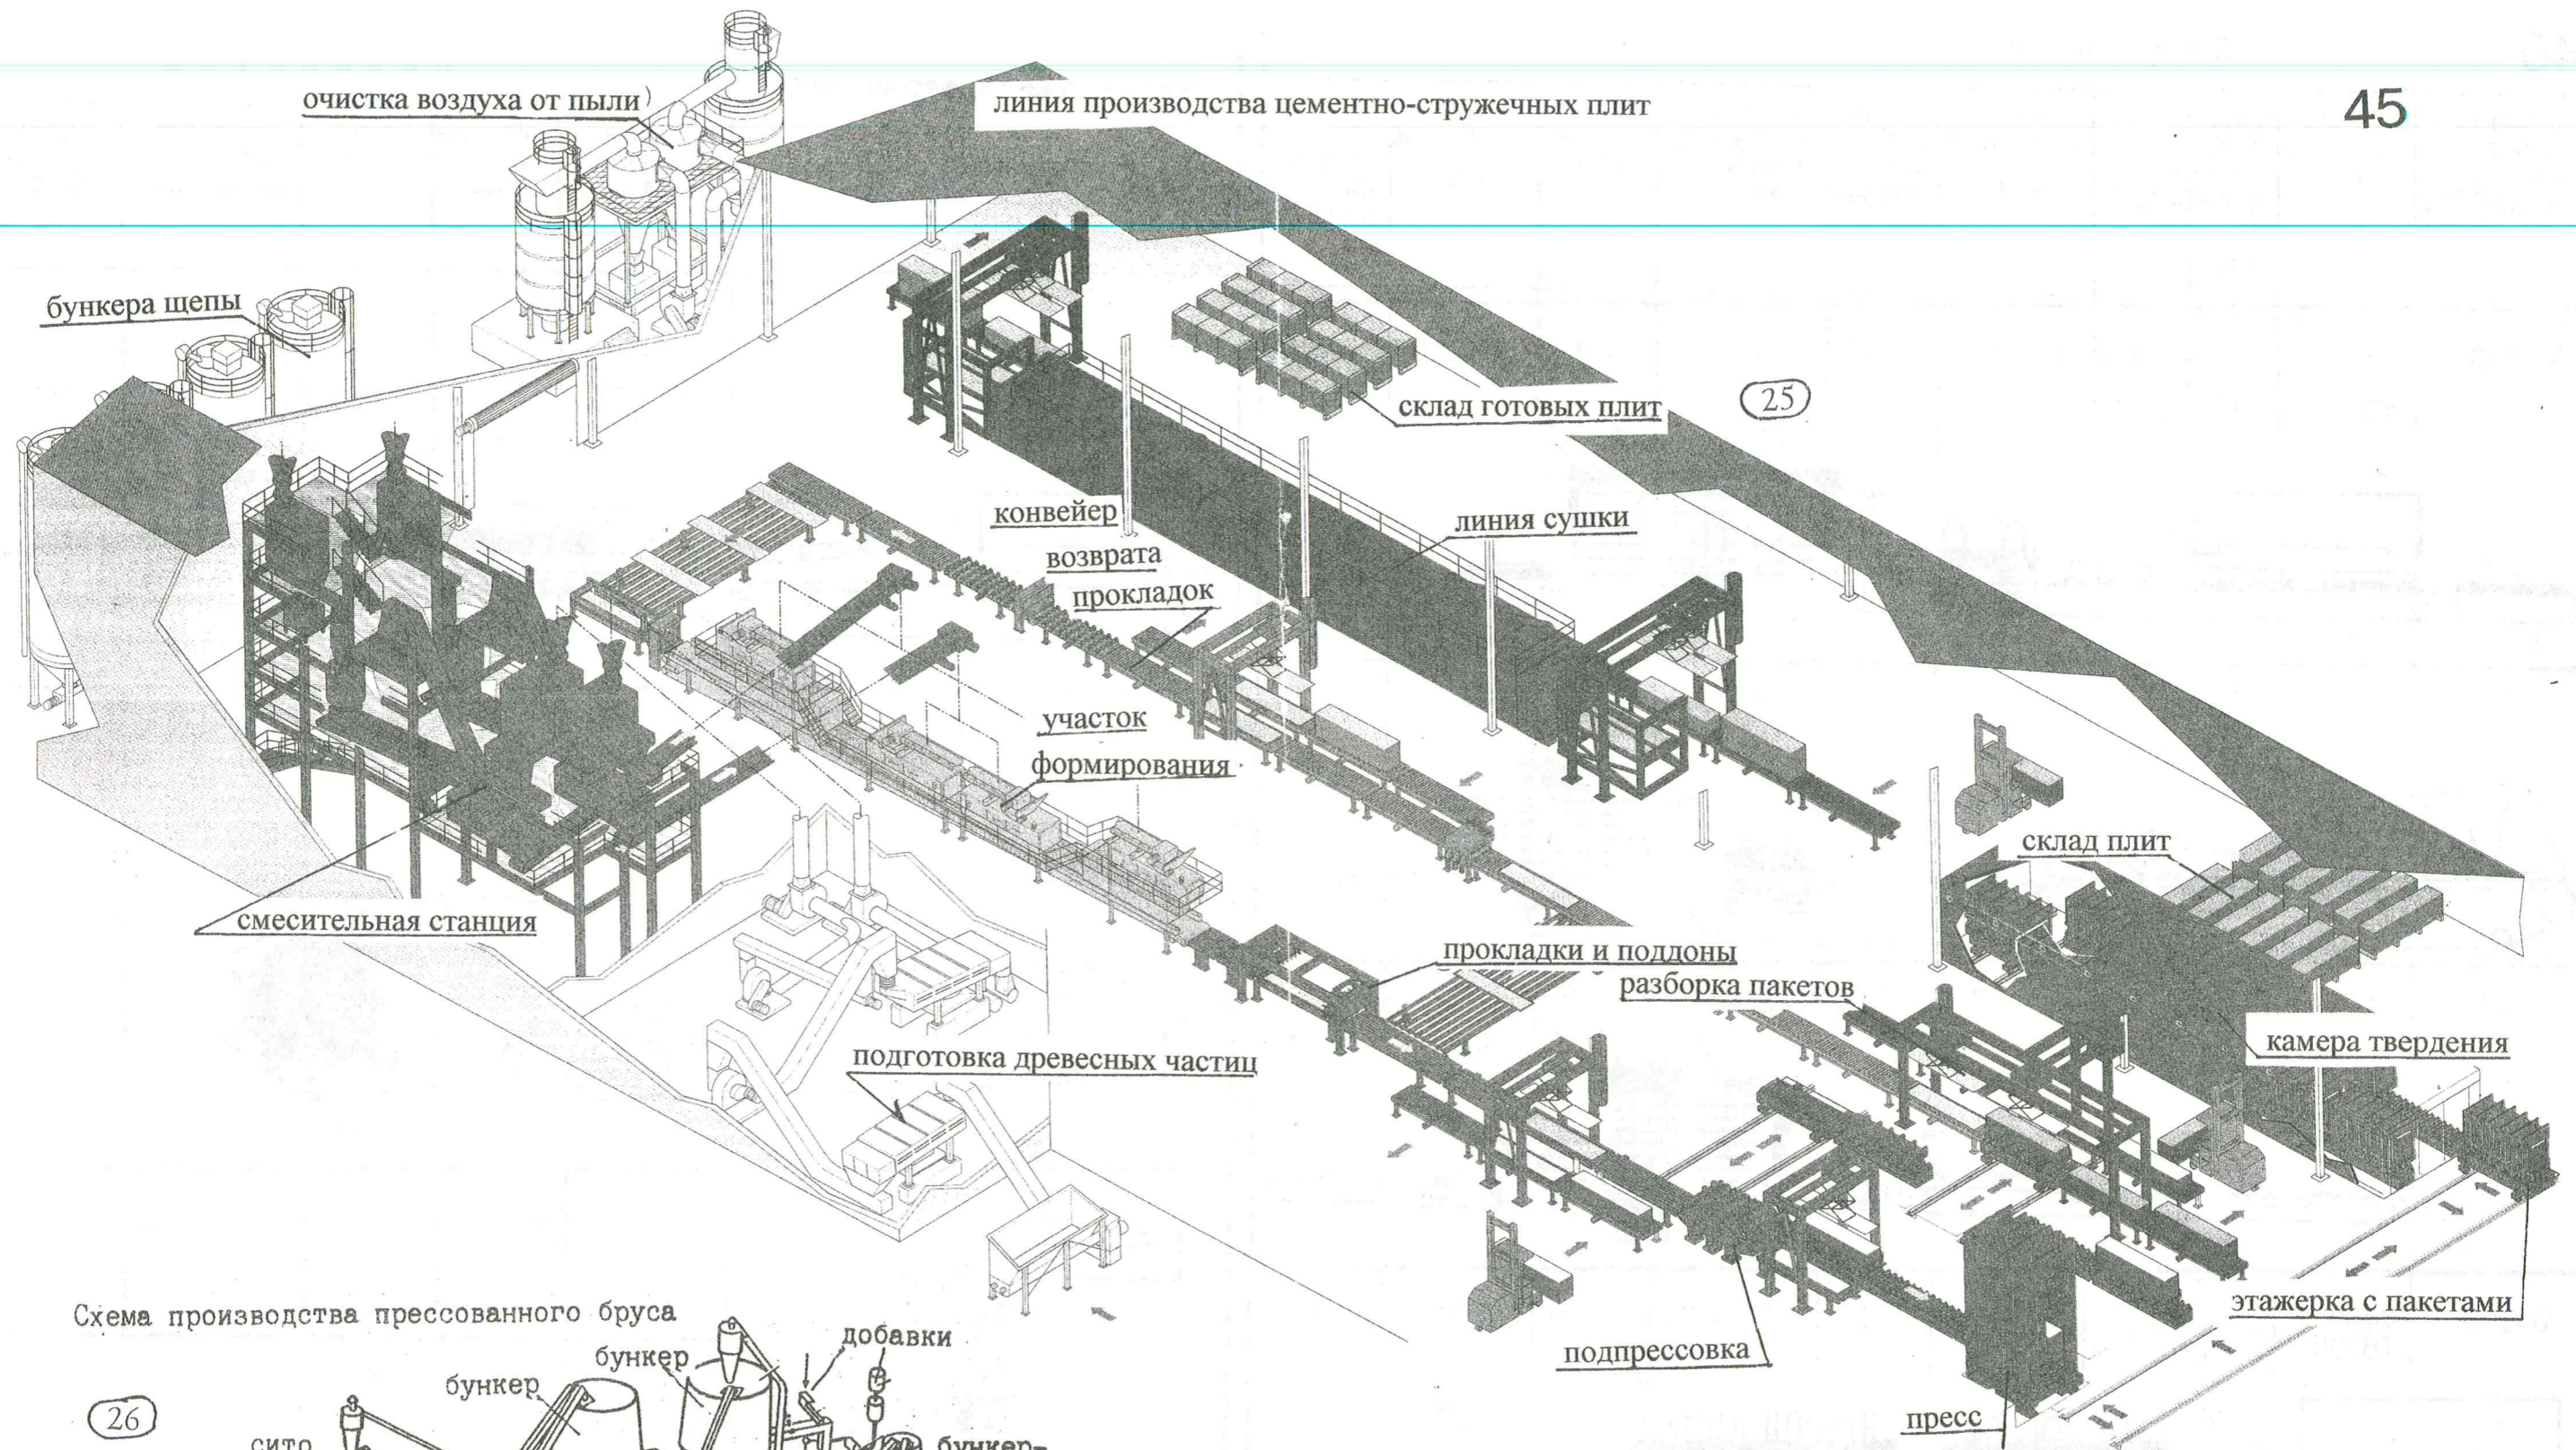 45
очистка воздуха от пыли)
линия производства цементно-стружечных плит
бункера щепы
склад готовых плит
25
конвейер
возврата
прокладок
линия сушки
участок
формирования
склад плит
смесительная станция
прокладки и поддоны
разборка пакетов
камера твердения
подготовка древесных частиц
этажерка с пакетами
подпрессовка
пресс
Схема производства прессованного бруса
добавки
бункер
бункер
26
сито
бункер-